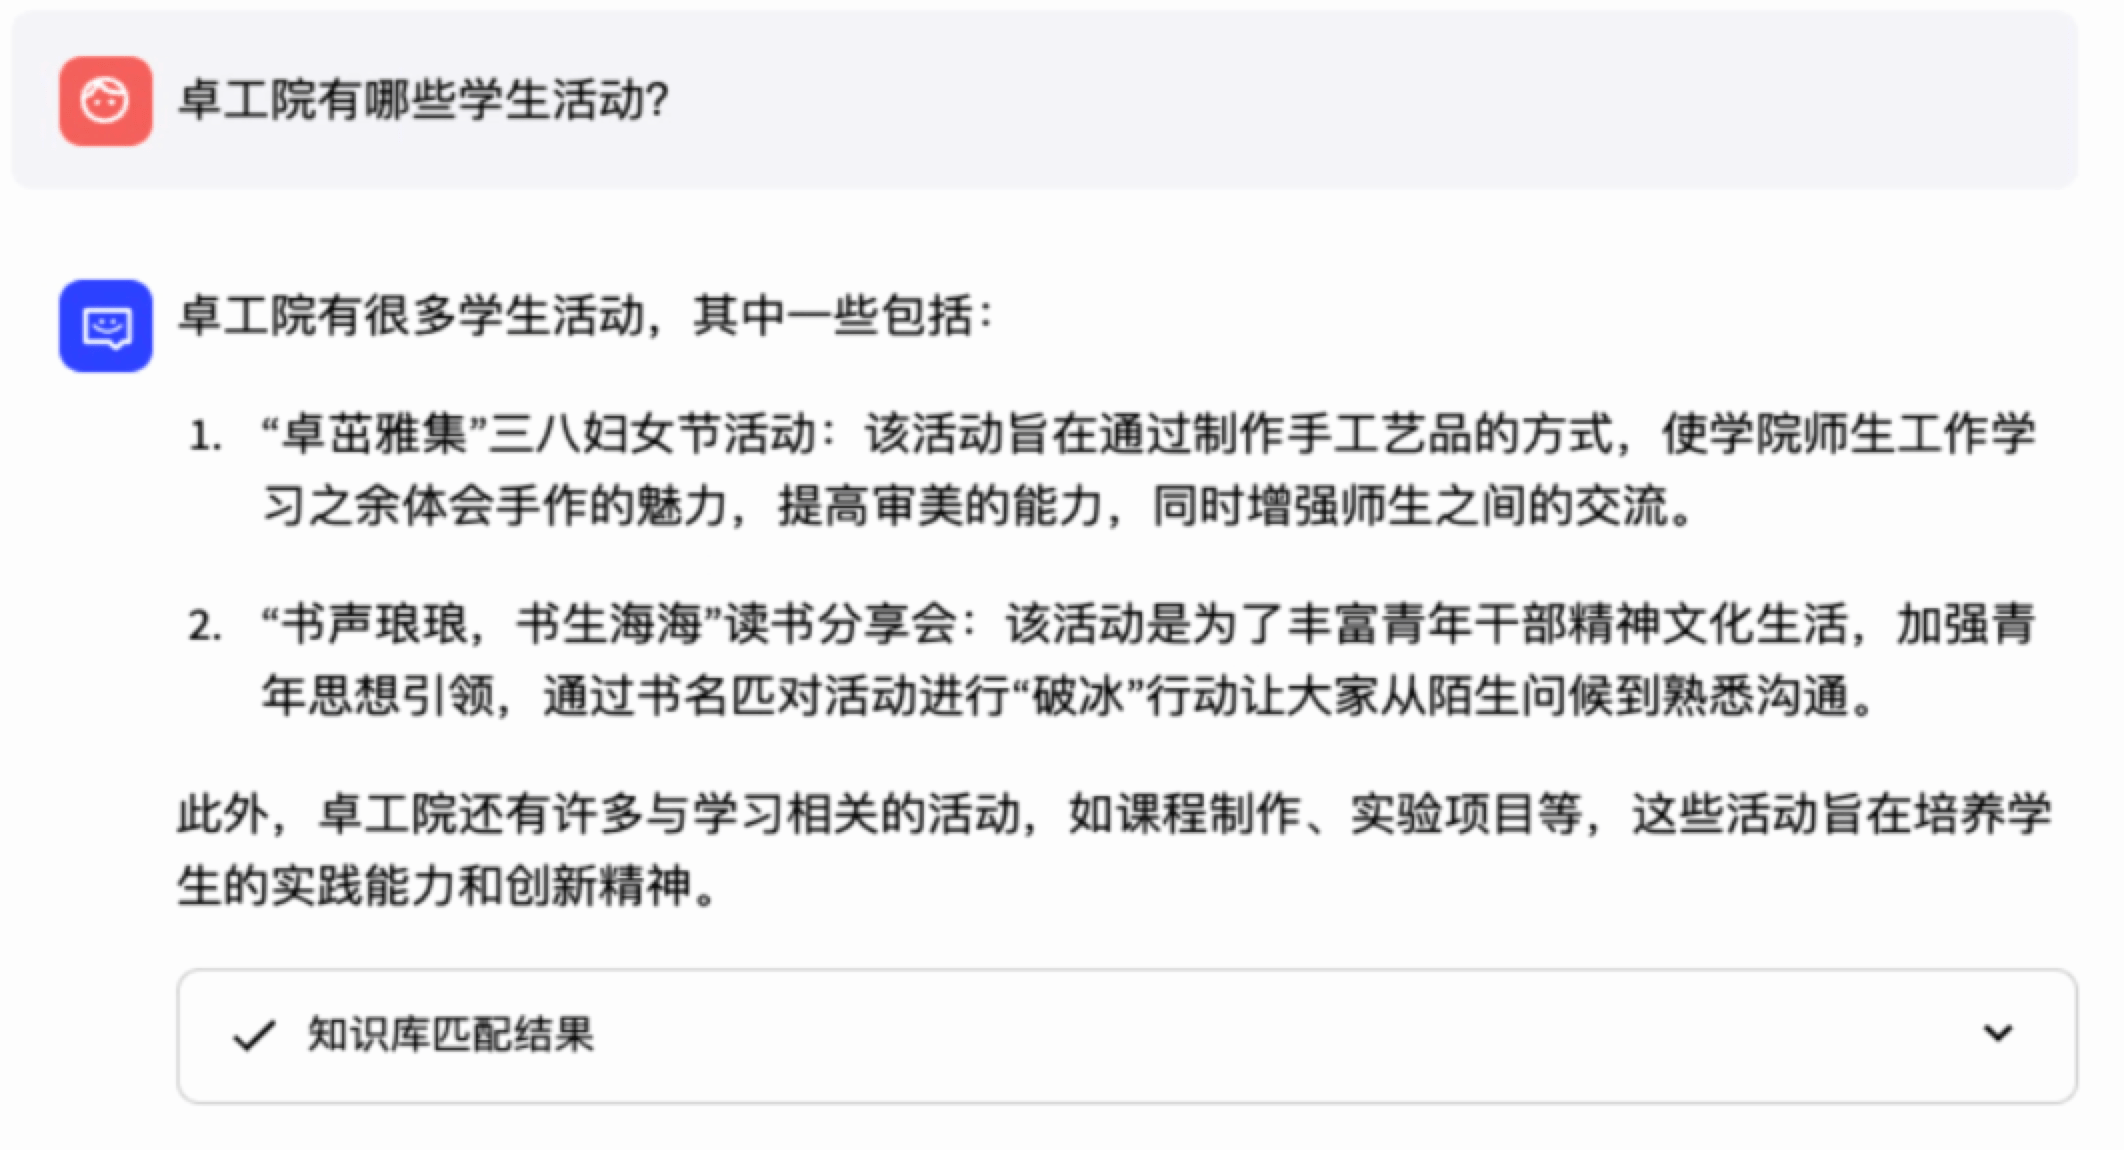 卓工院有哪些学生活动?
卓工院有很多学生活动，其中一些包括：
1. “卓茁雅集”三八妇女节活动：该活动旨在通过制作手工艺品的方式，使学院师生工作学
习之余体会手作的魅力，提高审美的能力，同时增强师生之间的交流。
2. “书声琅琅，书生海海”读书分享会：该活动是为了丰富青年干部精神文化生活，加强青
年思想引领，通过书名匹对活动进行“破冰”行动让大家从陌生问候到熟悉沟通。
此外，卓工院还有许多与学习相关的活动，如课程制作、实验项目等，这些活动旨在培养学
生的实践能力和创新精神。
知识库匹配结果